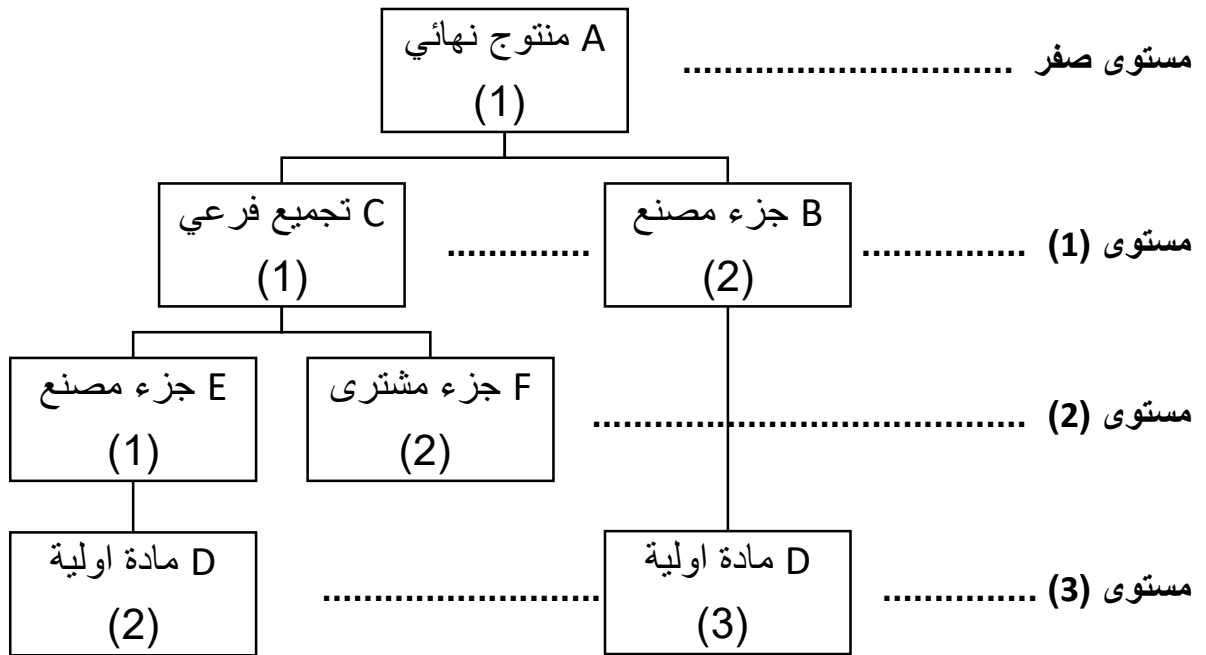 مستوى صفر ................................
A منتوج نهائي
(1)
مستوى (1) ................
B جزء مصنع
(2)
..............
C تجميع فرعي
(1)
مستوى (2) ..........................................
F جزء مشترى
(2)
E جزء مصنع
(1)
مستوى (3) ...............
D مادة اولية
(3)
...........................
D مادة اولية
(2)